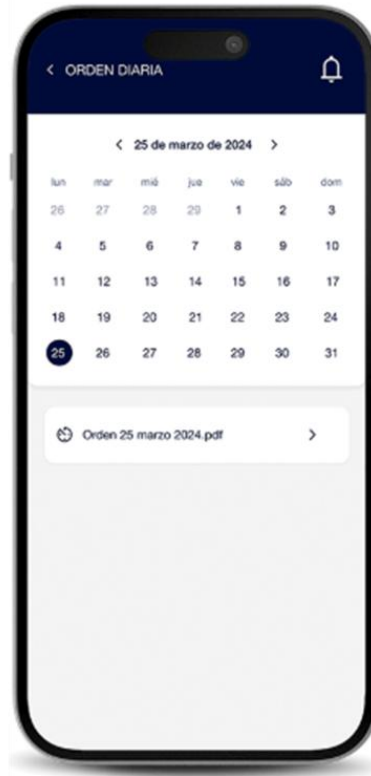 < ORDEN DIARIA
< 25 de marzo de 2024 >
lun mar mié jue vie sáb dom
26 27 28 29 1 2 3
4 5 6 7 8 9 10
11 12 13 14 15 16 17
18 19 20 21 22 23 24
25 26 27 28 29 30 31
Orden 25 marzo 2024.pdf >